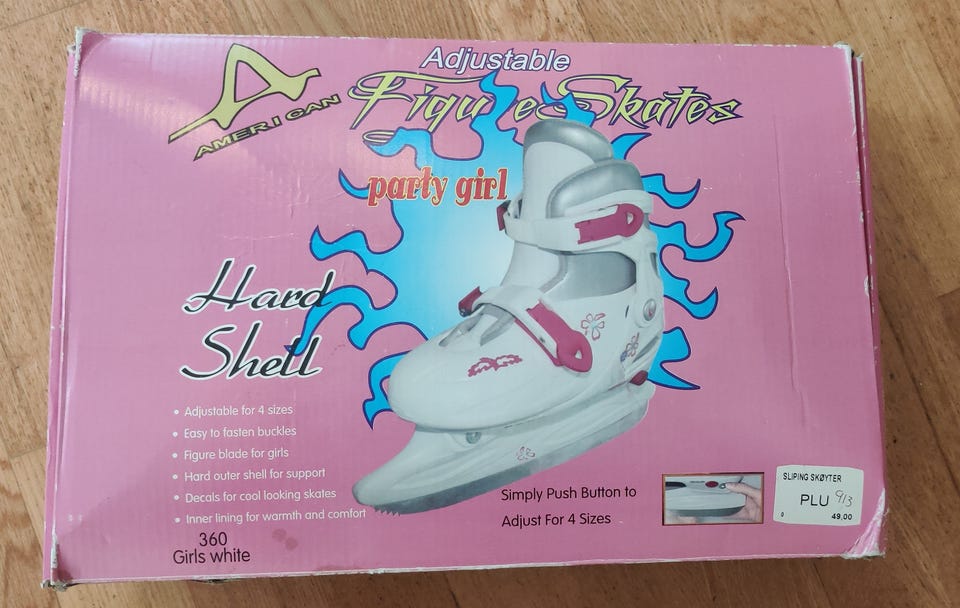 Adjustable
Figure Skates
AMERICAN
party girl
Hard
Shell
• Adjustable for 4 sizes
• Easy to fasten buckles
• Figure blade for girls
• Hard outer shell for support
• Decals for cool looking skates
• Inner lining for warmth and comfort
360
Girls white
Simply Push Button to
Adjust For 4 Sizes
SLIPING SKØYTER
PLU 913
0 49,00